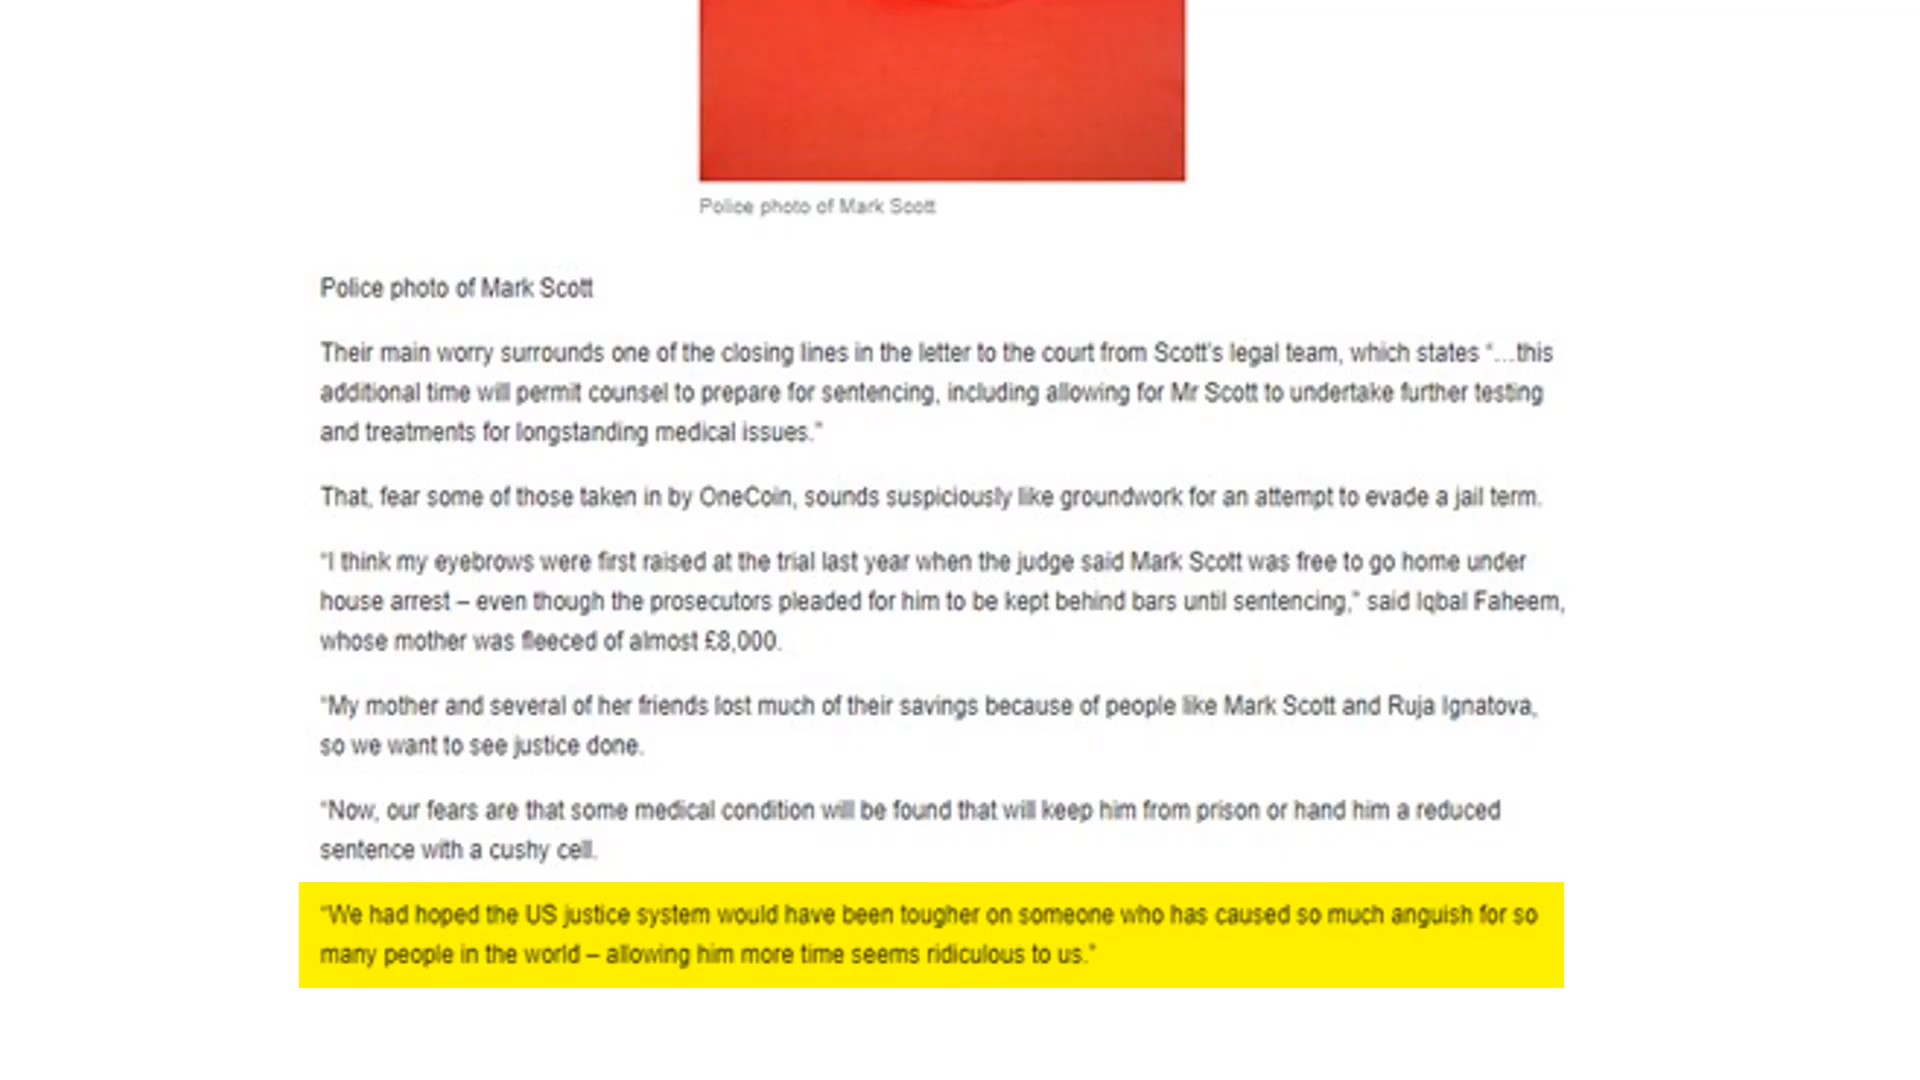 Police photo of Mark Scott
Police photo of Mark Scott
Their main worry surrounds one of the closing lines in the letter to the court from Scott's legal team, which states “…this
additional time will permit counsel to prepare for sentencing, including allowing for Mr Scott to undertake further testing
and treatments for longstanding medical issues.”
That, fear some of those taken in by OneCoin, sounds suspiciously like groundwork for an attempt to evade a jail term.
“I think my eyebrows were first raised at the trial last year when the judge said Mark Scott was free to go home under
house arrest – even though the prosecutors pleaded for him to be kept behind bars until sentencing,” said Iqbal Faheem,
whose mother was fleeced of almost £8,000.
“My mother and several of her friends lost much of their savings because of people like Mark Scott and Ruja Ignatova,
so we want to see justice done.
“Now, our fears are that some medical condition will be found that will keep him from prison or hand him a reduced
sentence with a cushy cell.
“We had hoped the US justice system would have been tougher on someone who has caused so much anguish for so
many people in the world – allowing him more time seems ridiculous to us.”